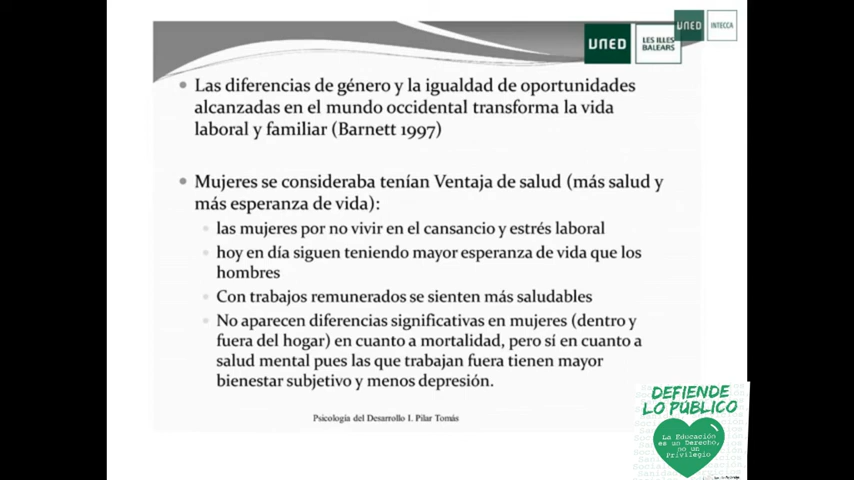 UNED
LES ILLES
BALEARS
UNED
INTECCA
Las diferencias de género y la igualdad de oportunidades
alcanzadas en el mundo occidental transforma la vida
laboral y familiar (Barnett 1997)
Mujeres se consideraba tenían Ventaja de salud (más salud y
más esperanza de vida):
las mujeres por no vivir en el cansancio y estrés laboral
hoy en día siguen teniendo mayor esperanza de vida que los
hombres
Con trabajos remunerados se sienten más saludables
No aparecen diferencias significativas en mujeres (dentro y
fuera del hogar) en cuanto a mortalidad, pero sí en cuanto a
salud mental pues las que trabajan fuera tienen mayor
bienestar subjetivo y menos depresión.
Psicología del Desarrollo I. Pilar Tomás
DEFIENDE
LO PÚBLICO
La Educación
es un Derecho,
no un
Privilegio